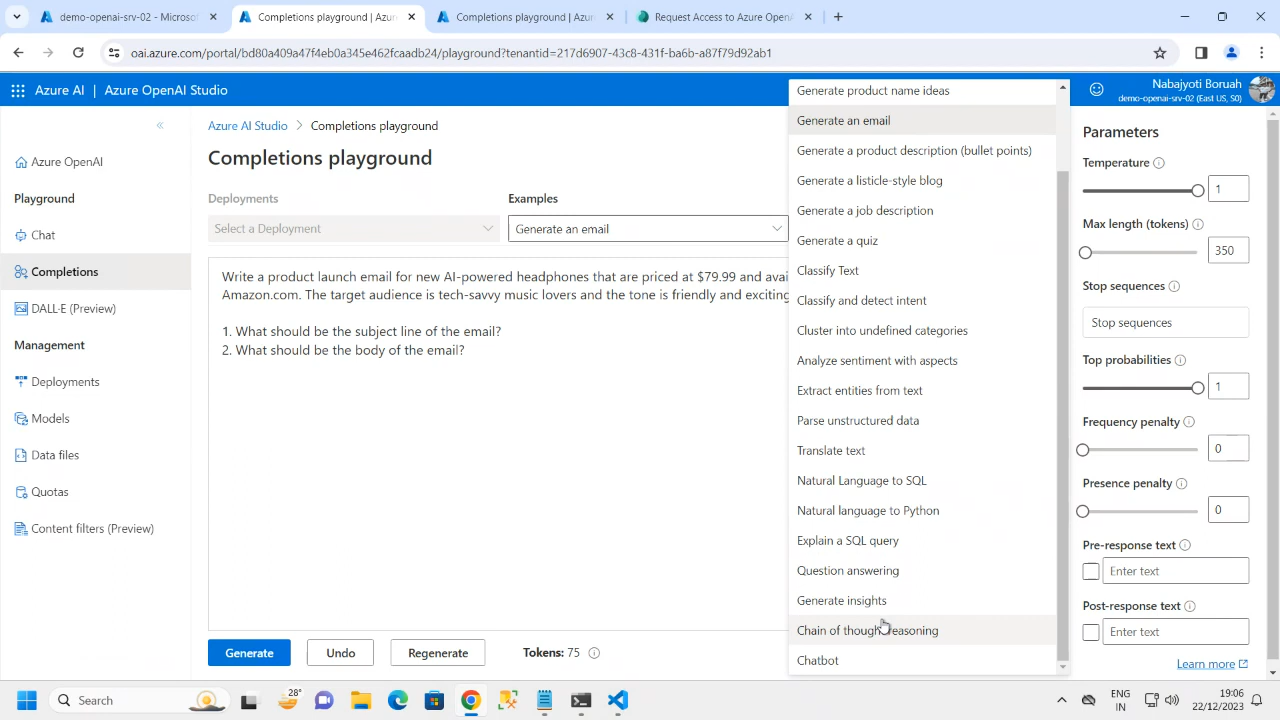 demo-openai-srv-02 - Microsof
Completions playground | Azur
Completions playground | Azur
Request Access to Azure Open
oai.azure.com/portal/bd80a409a47f4eb0a345e462fcaadb24/playground?tenantid=217d6907-43c8-431f-ba6b-a87f79d92ab1
Azure AI | Azure OpenAI Studio
Nabajyoti Boruah
demo-openai-srv-02 (East US, S0)
Azure OpenAI
Playground
Chat
Completions
DALL-E (Preview)
Management
Deployments
Models
Data files
Quotas
Content filters (Preview)
Azure AI Studio > Completions playground
Completions playground
Deployments
Select a Deployment
Examples
Generate an email
Write a product launch email for new AI-powered headphones that are priced at $79.99 and avai
Amazon.com. The target audience is tech-savvy music lovers and the tone is friendly and exciting
1. What should be the subject line of the email?
2. What should be the body of the email?
Generate
Undo
Regenerate
Tokens: 75
Generate product name ideas
Generate an email
Generate a product description (bullet points)
Generate a listicle-style blog
Generate a job description
Generate a quiz
Classify Text
Classify and detect intent
Cluster into undefined categories
Analyze sentiment with aspects
Extract entities from text
Parse unstructured data
Translate text
Natural Language to SQL
Natural language to Python
Explain a SQL query
Question answering
Generate insights
Chain of thought reasoning
Chatbot
Parameters
Temperature
1
Max length (tokens)
350
Stop sequences
Stop sequences
Top probabilities
1
Frequency penalty
0
Presence penalty
0
Pre-response text
Enter text
Post-response text
Enter text
Learn more
Search
28°
ENG
IN
19:06
22/12/2023